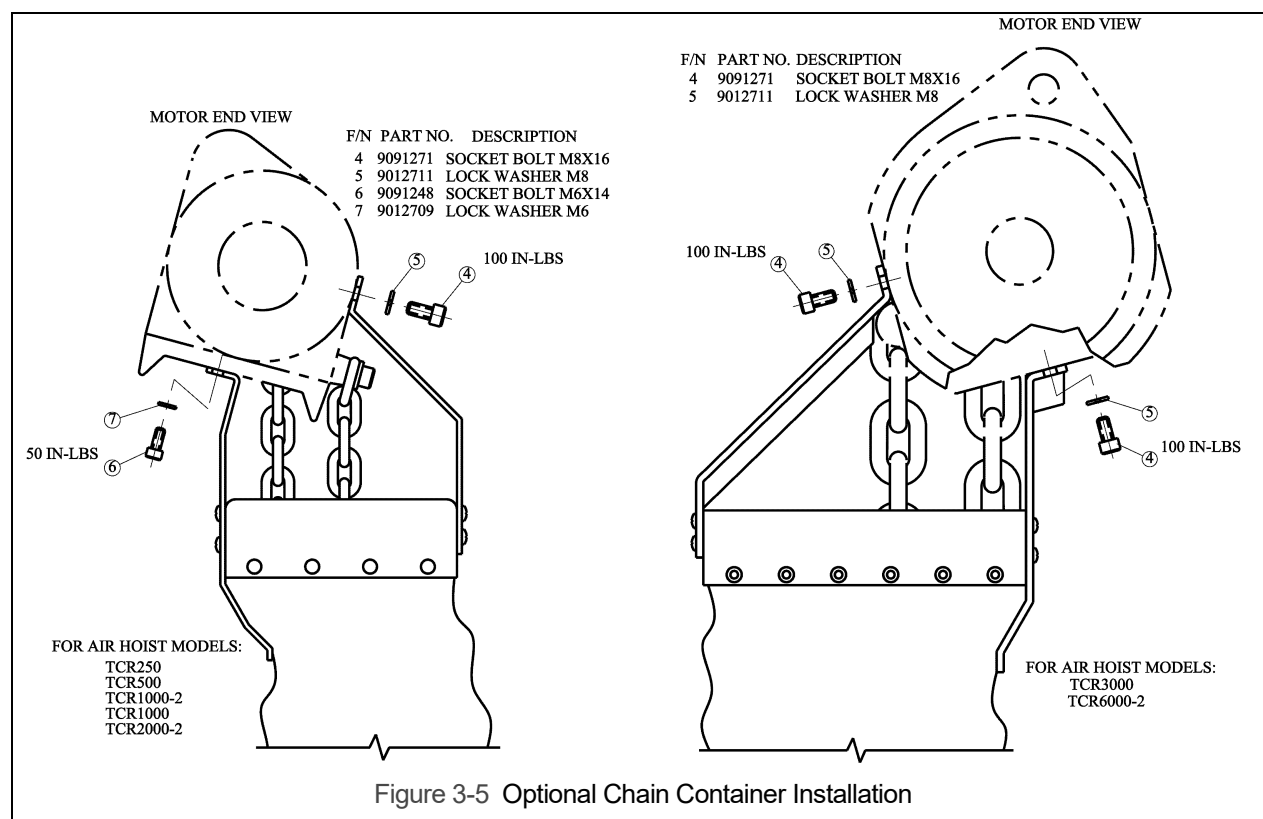 MOTOR END VIEW
F/N PART NO. DESCRIPTION
4 9091271 SOCKET BOLT M8X16
5 9012711 LOCK WASHER M8
6 9091248 SOCKET BOLT M6X14
7 9012709 LOCK WASHER M6
100 IN-LBS
5
4
7
6
50 IN-LBS
FOR AIR HOIST MODELS:
TCR250
TCR500
TCR1000-2
TCR1000
TCR2000-2
MOTOR END VIEW
F/N PART NO. DESCRIPTION
4 9091271 SOCKET BOLT M8X16
5 9012711 LOCK WASHER M8
100 IN-LBS
4
5
5
4
100 IN-LBS
FOR AIR HOIST MODELS:
TCR3000
TCR6000-2
Figure 3-5 Optional Chain Container Installation